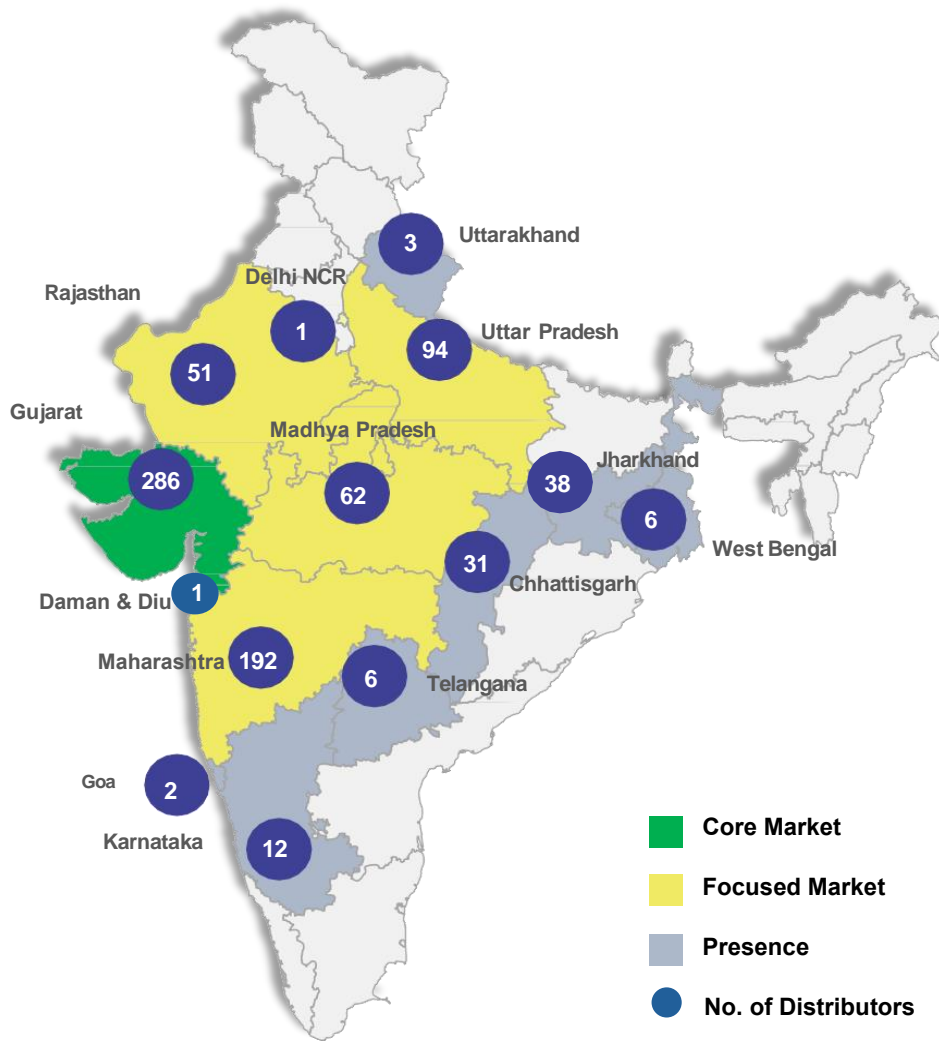 3
Uttarakhand
Delhi NCR
Rajasthan
1
Uttar Pradesh
94
51
Gujarat
Madhya Pradesh
286
62
Jharkhand
38
6
West Bengal
31
Chhattisgarh
Daman & Diu
1
Maharashtra
192
6
Telangana
Goa
2
Karnataka
12
Core Market
Focused Market
Presence
No. of Distributors